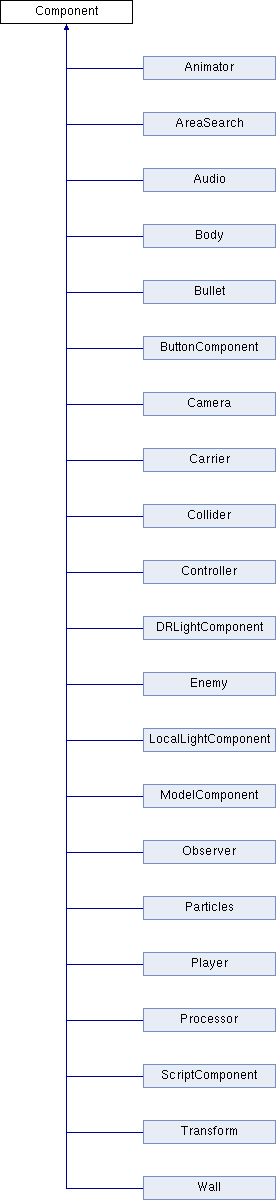 Component
Animator
AreaSearch
Audio
Body
Bullet
ButtonComponent
Camera
Carrier
Collider
Controller
DRLightComponent
Enemy
LocalLightComponent
ModelComponent
Observer
Particles
Player
Processor
ScriptComponent
Transform
Wall